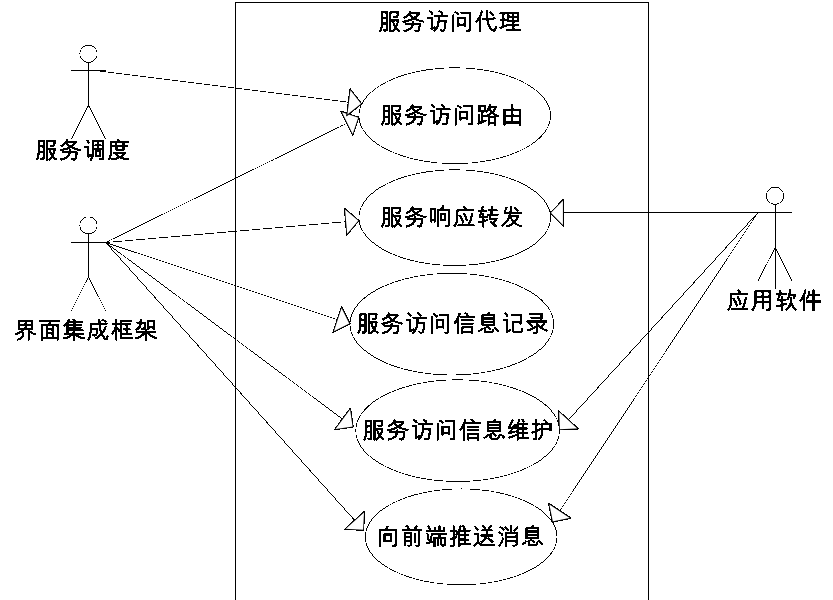 服务访问代理
服务调度
服务访问路由
服务响应转发
界面集成框架
应用软件
服务访问信息记录
服务访问信息维护
向前端推送消息